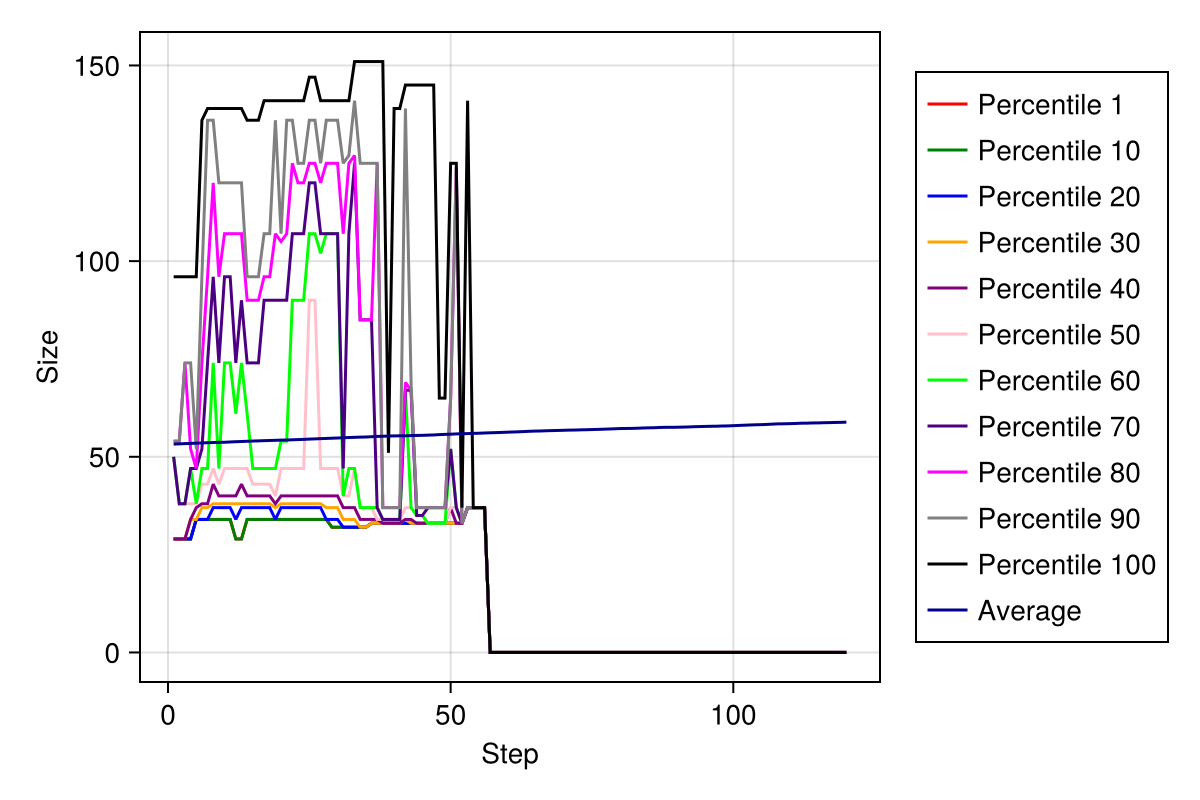 150
100
50
0
Size
0
50
100
Step
Percentile 1
Percentile 10
Percentile 20
Percentile 30
Percentile 40
Percentile 50
Percentile 60
Percentile 70
Percentile 80
Percentile 90
Percentile 100
Average